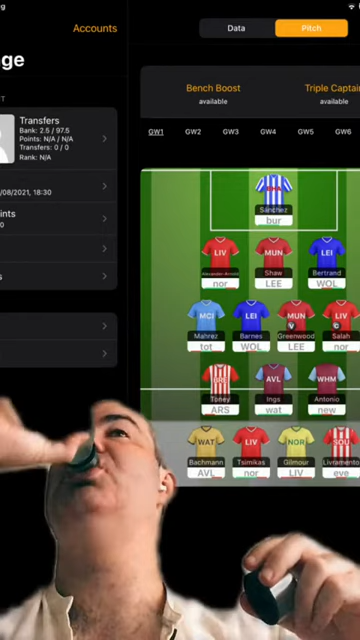 Accounts
Data
Pitch
ge
T
Transfers
Bank: 2.5 / 97.5
Points: N/A / N/A
Transfers: 0 / 0
Rank: N/A
/08/2021, 18:30
ints
0
s
Bench Boost
available
Triple Captai
available
GW1 GW2 GW3 GW4 GW5 GW6
BHA
Sánchez
bur
LIV MUN LEI
Alexander-Arnold Shaw Bertrand
nor LEE WOL
MCI LEI MUN LIV
V V
Mahrez Barnes Greenwood Salah
tot WOL LEE nor
BRE AVL WHM
Toney Ings Antonio
ARS wat new
WAT LIV NOR SOU
Bachmann Tsimikas Gilmour Livramento
AVL nor LIV eve